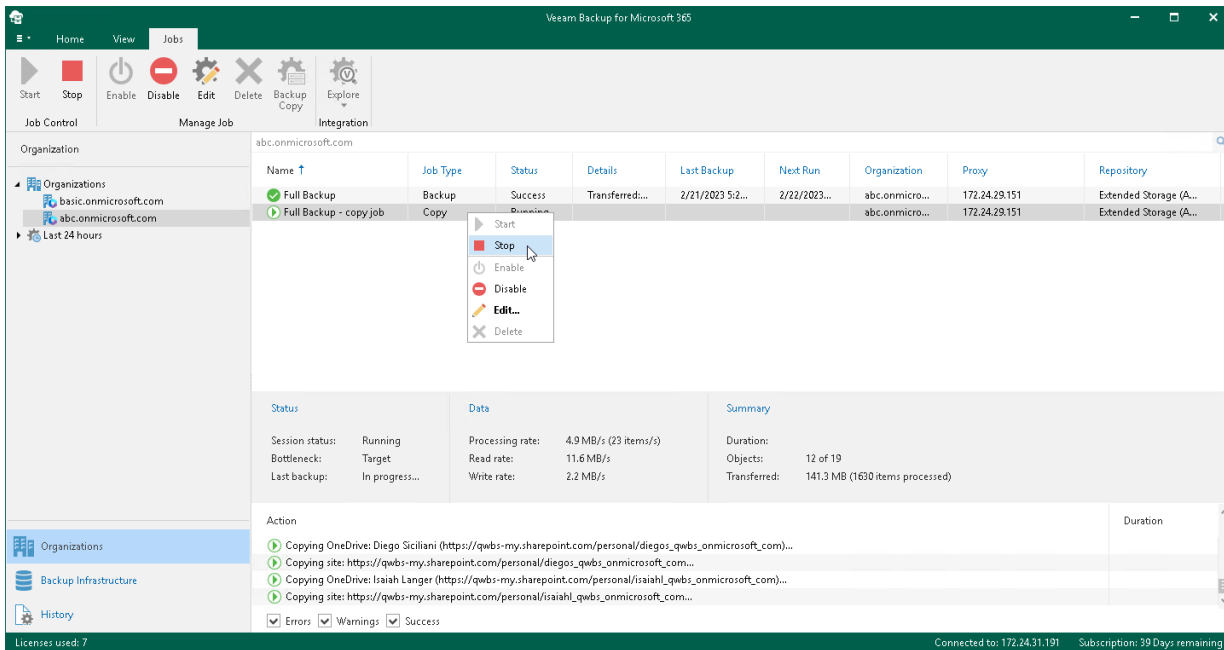 Veeam Backup for Microsoft 365
Home View Jobs
Start Stop Enable Disable Edit Delete Backup Copy Explore
Job Control Manage Job Integration
Organization
Organizations
basic.onmicrosoft.com
abc.onmicrosoft.com
Last 24 hours
abc.onmicrosoft.com
Name ↑ Job Type Status Details Last Backup Next Run Organization Proxy Repository
Full Backup Backup Success Transferred:... 2/21/2023 5:2... 2/22/2023... abc.onmicro... 172.24.29.151 Extended Storage (A...
Full Backup - copy job Copy Running abc.onmicro... 172.24.29.151 Extended Storage (A...
Start
Stop
Enable
Disable
Edit...
Delete
Status Data Summary
Session status: Running Processing rate: 4.9 MB/s (23 items/s) Duration:
Bottleneck: Target Read rate: 11.6 MB/s Objects: 12 of 19
Last backup: In progress... Write rate: 2.2 MB/s Transferred: 141.3 MB (1630 items processed)
Action Duration
Copying OneDrive: Diego Siciliani (https://qwbs-my.sharepoint.com/personal/diegos_qwbs_onmicrosoft_com)...
Copying site: https://qwbs-my.sharepoint.com/personal/diegos_qwbs_onmicrosoft_com...
Copying OneDrive: Isaiah Langer (https://qwbs-my.sharepoint.com/personal/isaiahl_qwbs_onmicrosoft_com)...
Copying site: https://qwbs-my.sharepoint.com/personal/isaiahl_qwbs_onmicrosoft_com...
Errors Warnings Success
Organizations
Backup Infrastructure
History
Licenses used: 7 Connected to: 172.24.31.191 Subscription: 39 Days remaining